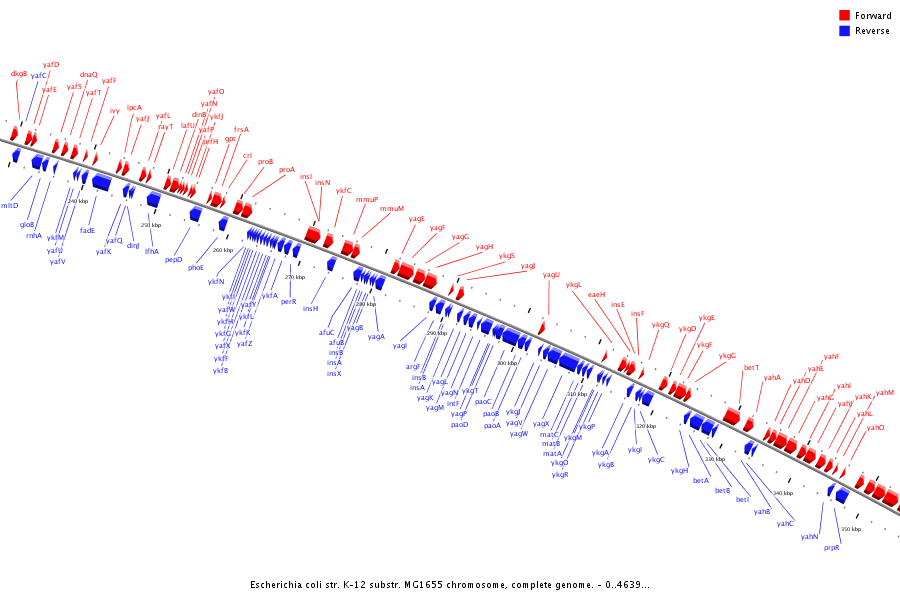 Forward
Reverse
yafD
dkgB
yafC
dnaQ
yafE
yafS
yafF
yafT
ivy
lpcA
yafJ
yafL
rayT
yafO
yafN
dinB
ykfJ
lafU
yafP
prfH
frsA
gpt
crl
proB
proA
insI
insN
ykfC
mmuP
mmuM
yagE
yagF
yagG
yagH
ykgS
yagJ
yagU
ykgL
eaeH
insE
insF
ykgQ
ykgE
ykgD
ykgF
ykgG
betT
yahA
yahF
yahE
yahD
yahI
yahG
yahJ
yahK
yahM
yahL
yahO
mltD
gloB
rnhA
ykfM
yafU
yafV
240 kbp
fadE
yafK
yafQ
dinJ
250 kbp
lfhA
pepD
phoE
260 kbp
ykfN
ykfI
yafW
ykfH
ykfG
yafX
ykfF
ykfB
yafY
ykfL
ykfK
yafZ
ykfA
270 kbp
perR
insH
afuC
afuB
insB
insA
insX
yagB
280 kbp
yagA
yagI
290 kbp
argF
insB
insA
yagK
yagL
yagM
yagN
intF
ykgT
yagP
paoD
paoC
paoB
paoA
300 kbp
ykgJ
yagV
yagW
yagX
matC
matB
matA
ykgO
ykgR
310 kbp
ykgM
ykgP
ykgA
ykgB
ykgI
320 kbp
ykgC
ykgH
betA
330 kbp
betB
betI
yahB
yahC
340 kbp
yahN
prpR
350 kbp
Escherichia coli str. K-12 substr. MG1655 chromosome, complete genome. - 0..4639...